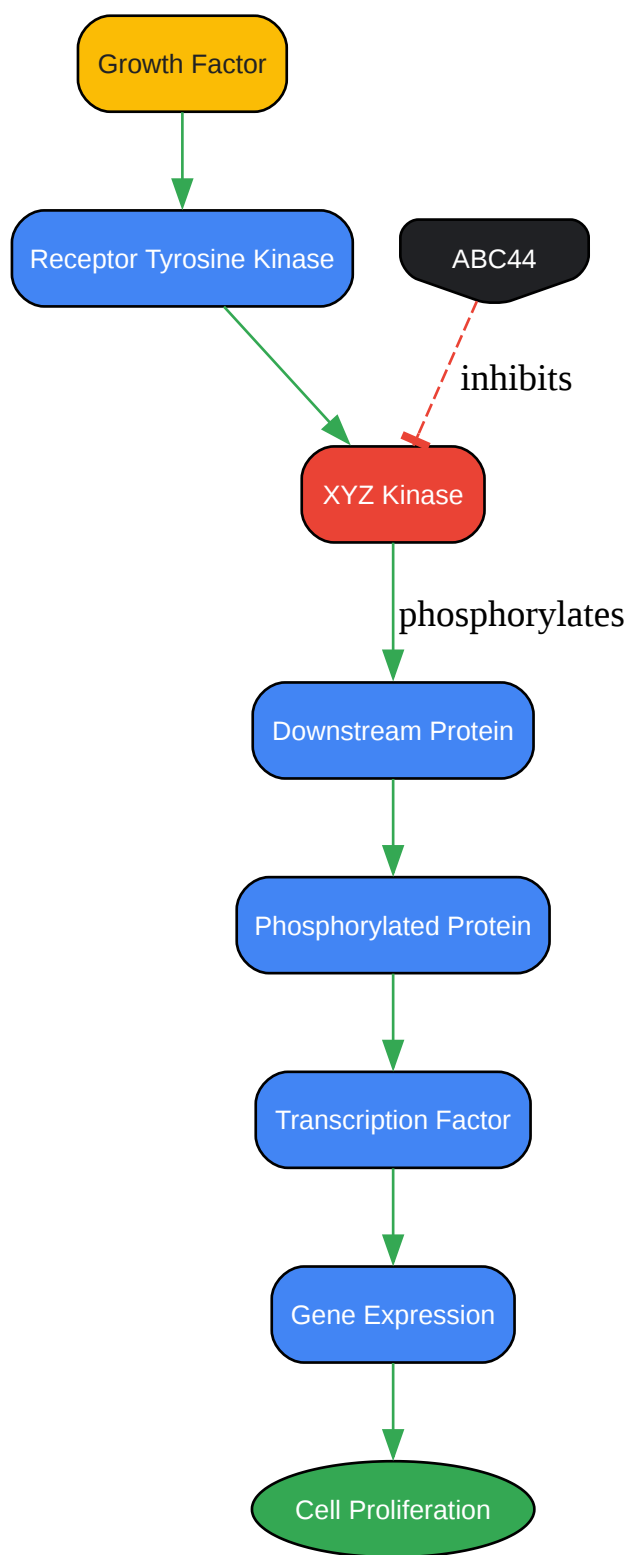 Growth Factor
Receptor Tyrosine Kinase
ABC44
inhibits
XYZ Kinase
phosphorylates
Downstream Protein
Phosphorylated Protein
Transcription Factor
Gene Expression
Cell Proliferation